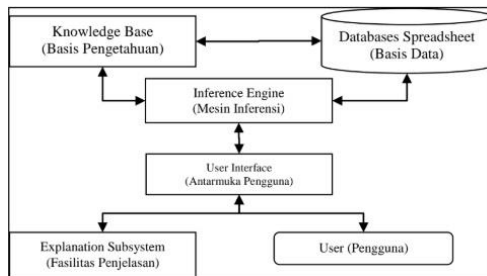 Knowledge Base
(Basis Pengetahuan)
Databases Spreadsheet
(Basis Data)
Inference Engine
(Mesin Inferensi)
User Interface
(Antarmuka Pengguna)
Explanation Subsystem
(Fasilitas Penjelasan)
User (Pengguna)